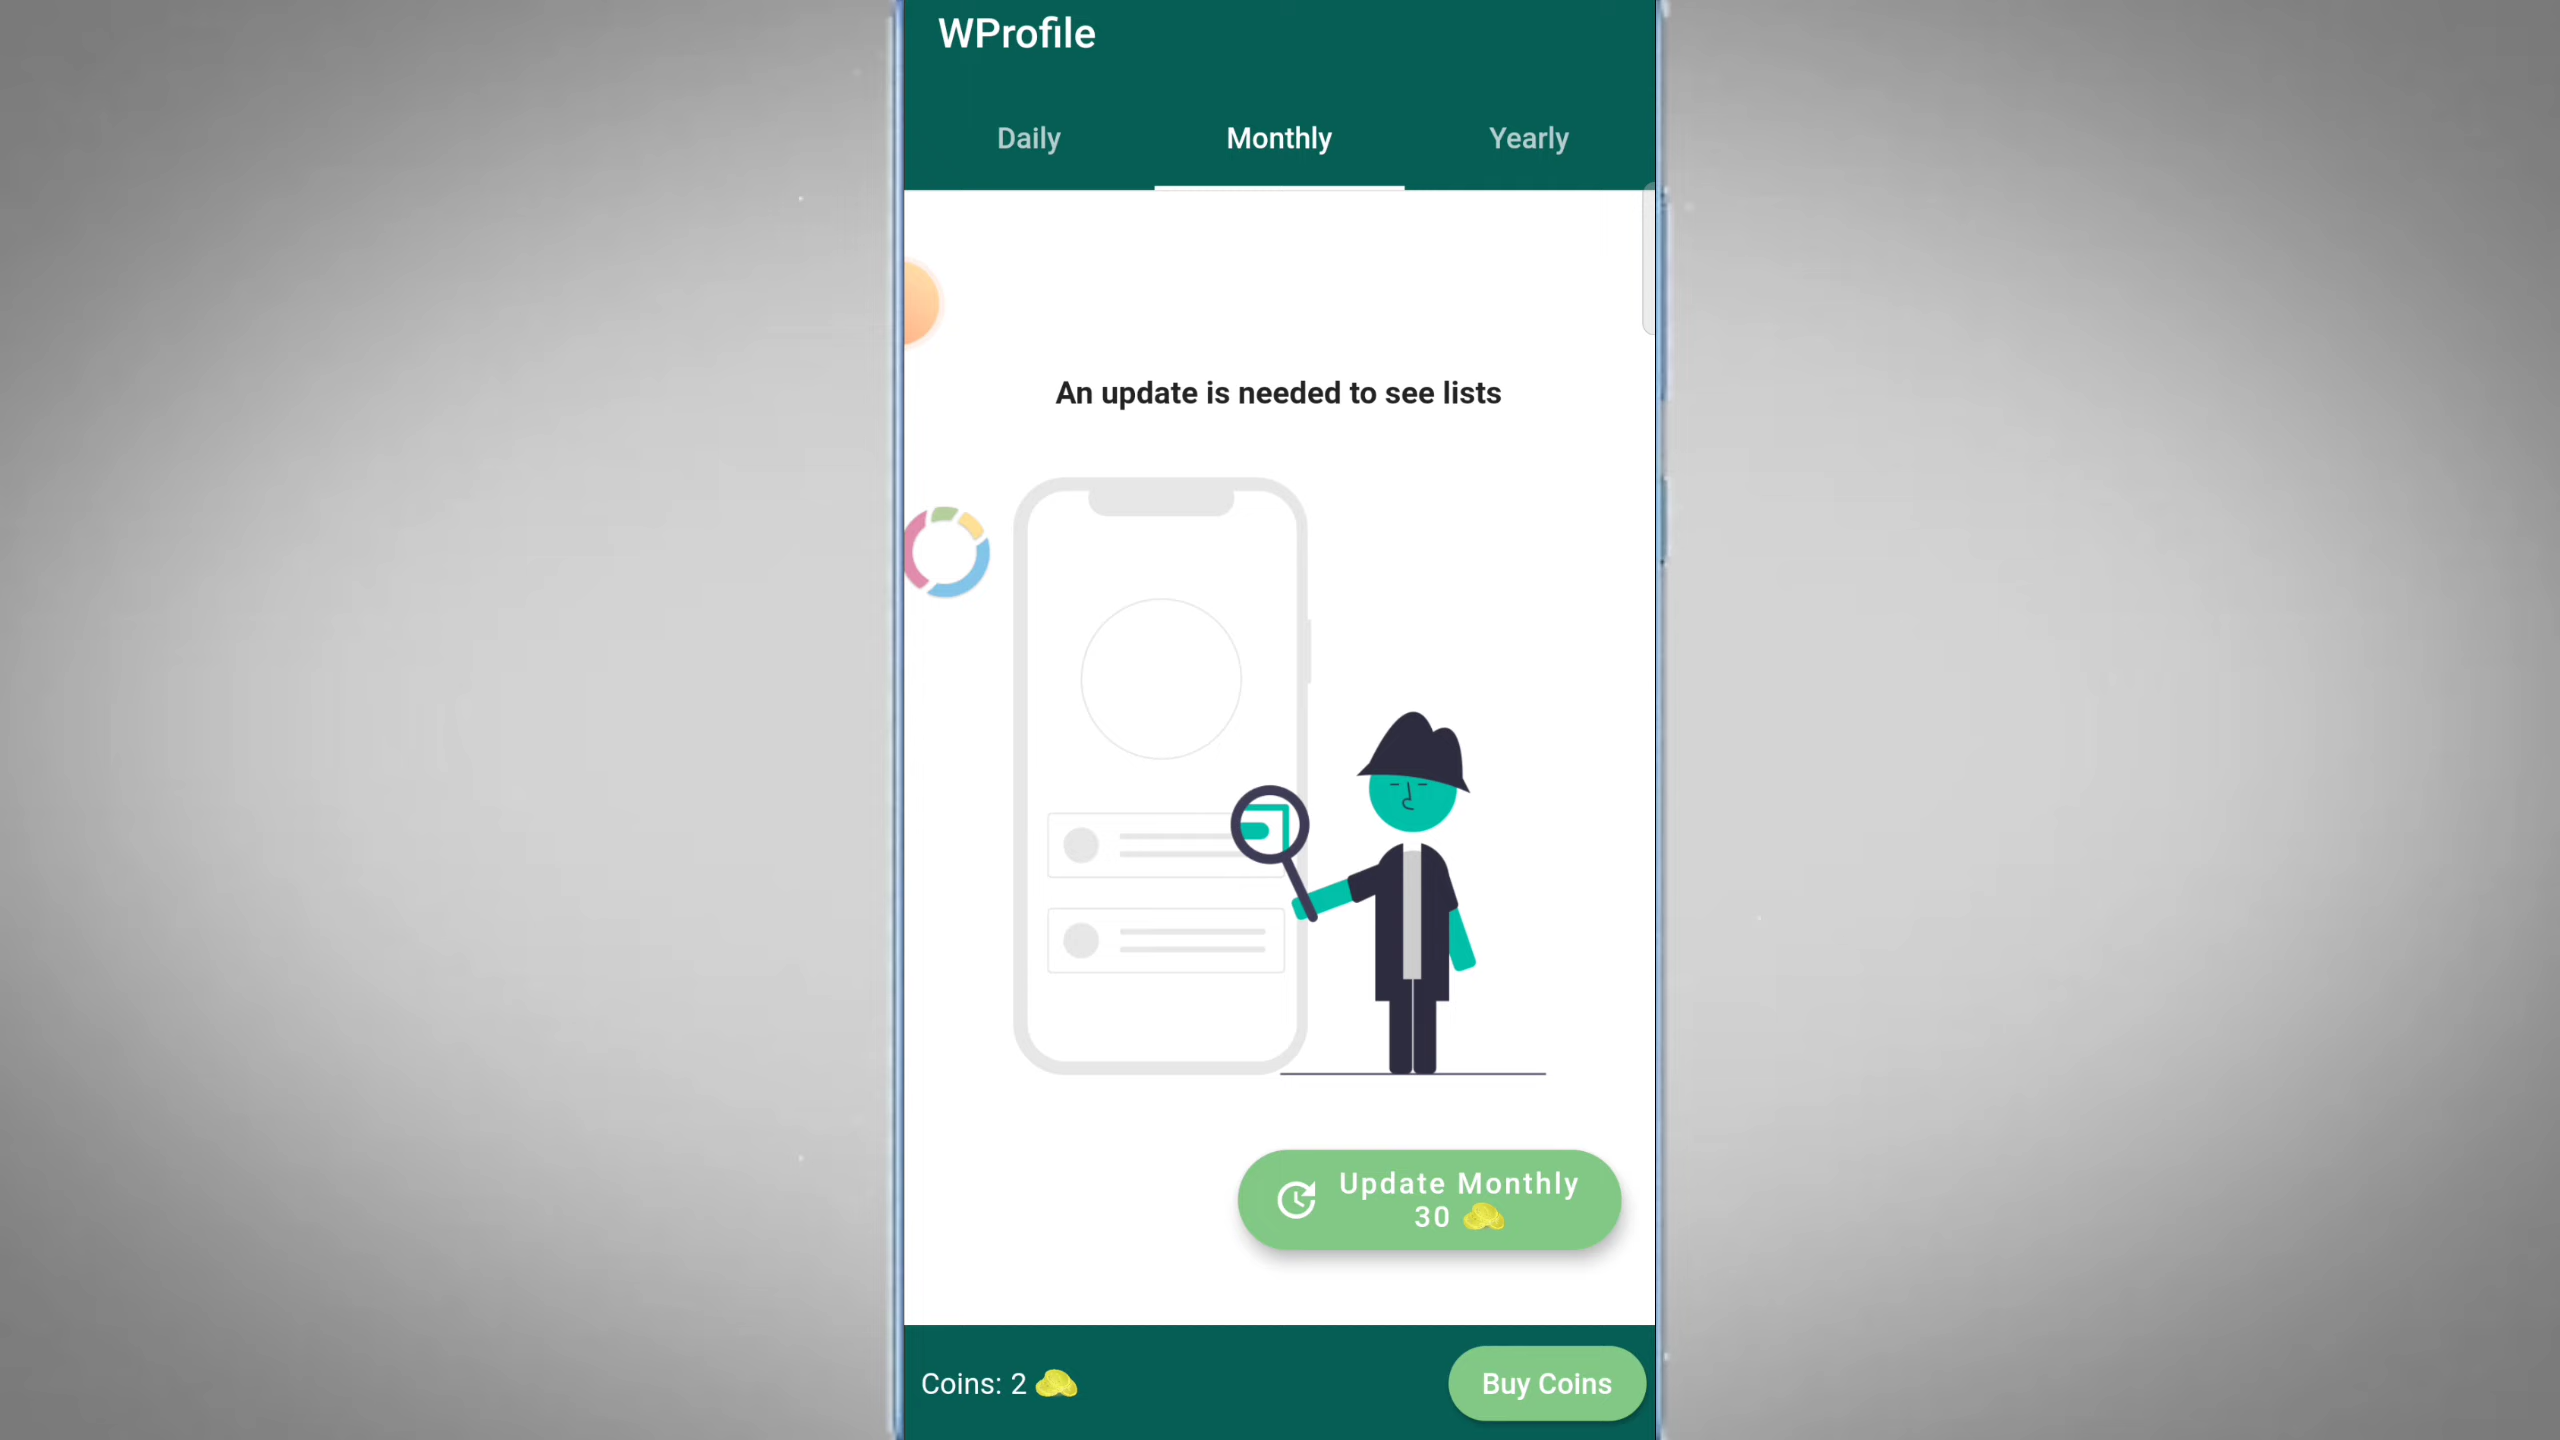 WProfile
Daily Monthly Yearly
An update is needed to see lists
Update Monthly
30
Coins: 2
Buy Coins